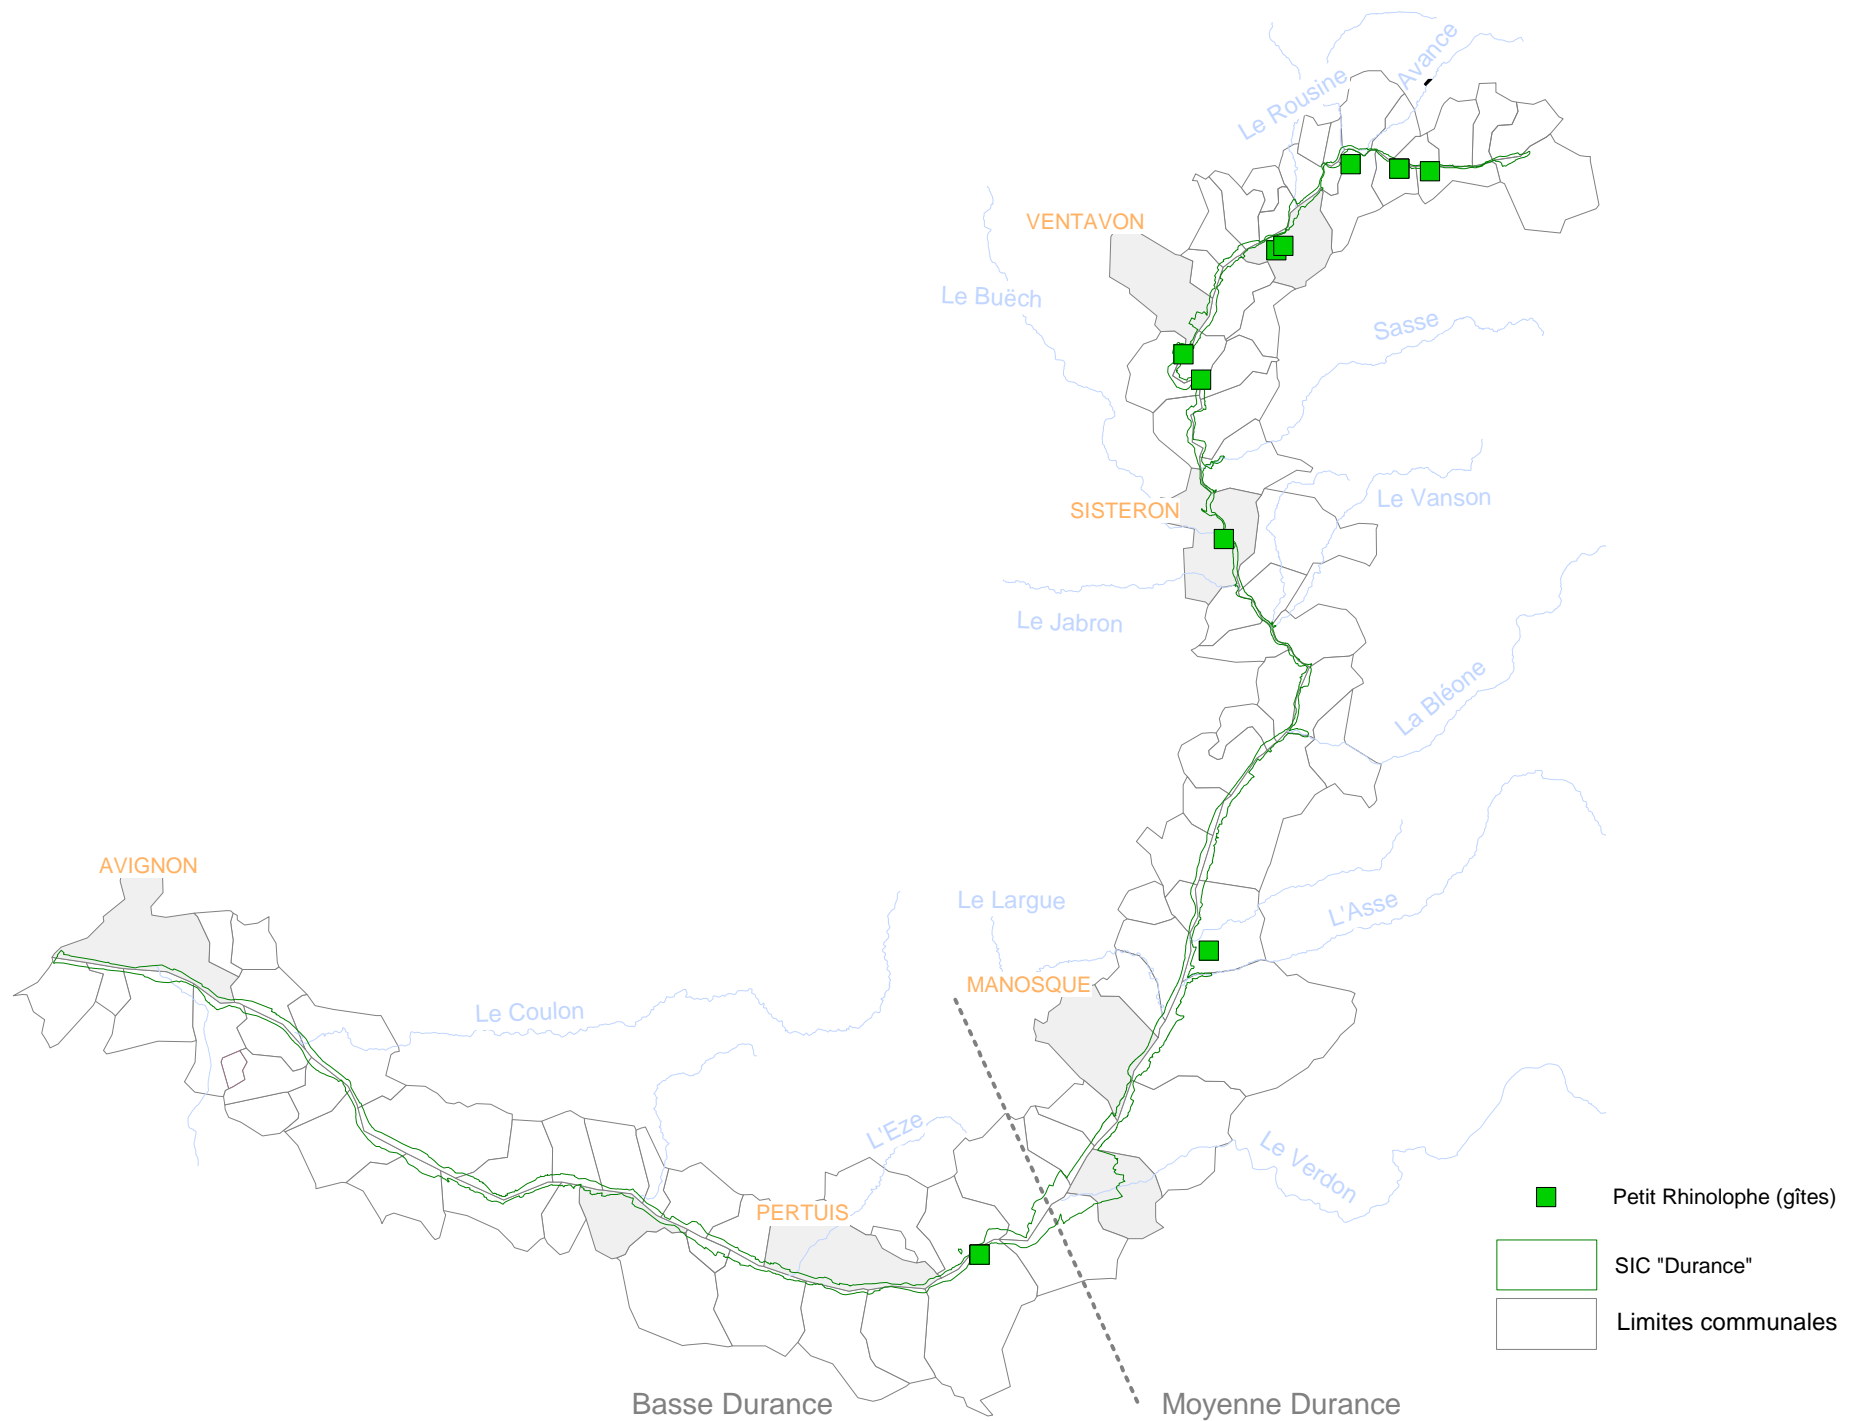 Avance
Le Rousine
VENTAVON
Le Buëch
Sasse
Le Vanson
SISTERON
Le Jabron
La Bléone
AVIGNON
Le Largue
L'Asse
MANOSQUE
Le Coulon
L'Eze
Le Verdon
PERTUIS
Petit Rhinolophe (gîtes)
SIC "Durance"
Limites communales
Basse Durance
Moyenne Durance